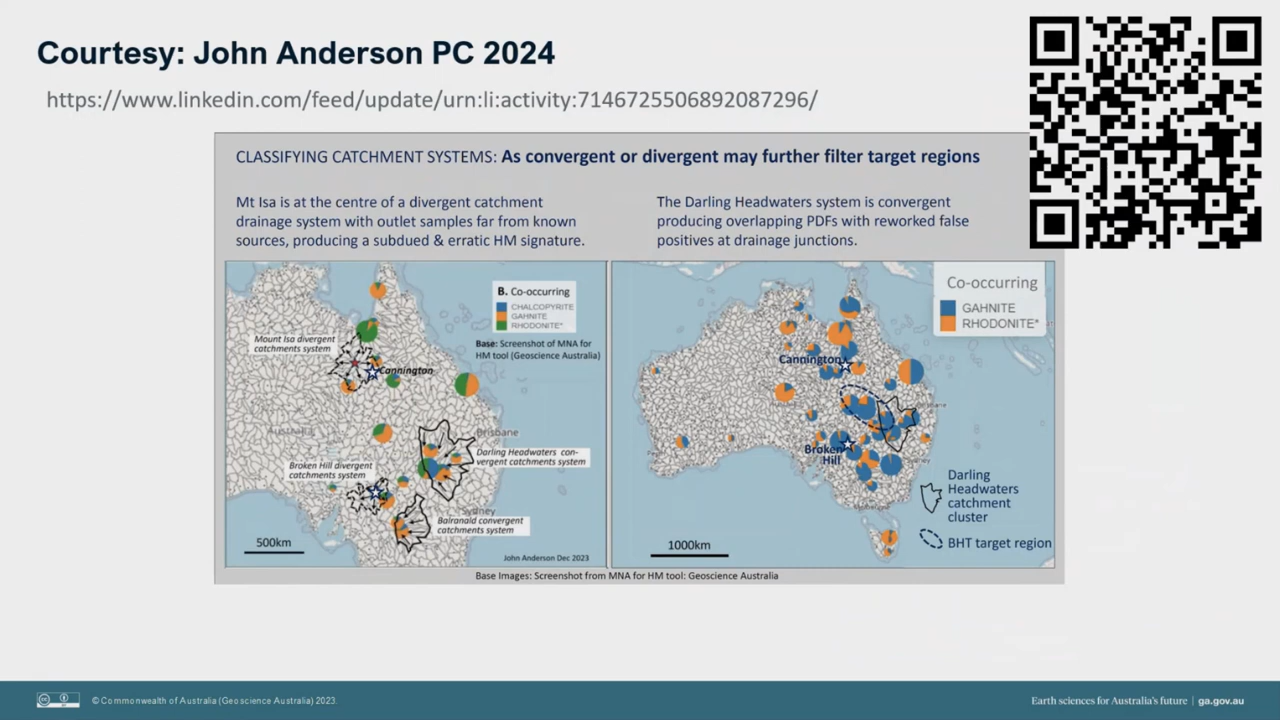 Courtesy: John Anderson PC 2024
https://www.linkedin.com/feed/update/urn:li:activity:7146725506892087296/
CLASSIFYING CATCHMENT SYSTEMS: As convergent or divergent may further filter target regions
Mt Isa is at the centre of a divergent catchment
drainage system with outlet samples far from known
sources, producing a subdued & erratic HM signature.
The Darling Headwaters system is convergent
producing overlapping PDFs with reworked false
positives at drainage junctions.
B. Co-occurring
CHALCOPYRITE
GAHNITE
RHODONITE*
Base: Screenshot of MNA for
HM tool (Geoscience Australia)
Mount Isa divergent
catchments system
Cannington
Australia
Brisbane
Darling Headwaters con-
vergent catchments system
Broken Hill divergent
catchments system
Sydney
Balranald convergent
catchments system
500km
John Anderson Dec 2023
Co-occurring
GAHNITE
RHODONITE*
Cannington
Broken
Hill
Darling
Headwaters
catchment
cluster
BHT target region
1000km
Base Images: Screenshot from MNA for HM tool: Geoscience Australia
© Commonwealth of Australia (Geoscience Australia) 2023.
Earth sciences for Australia's future | ga.gov.au